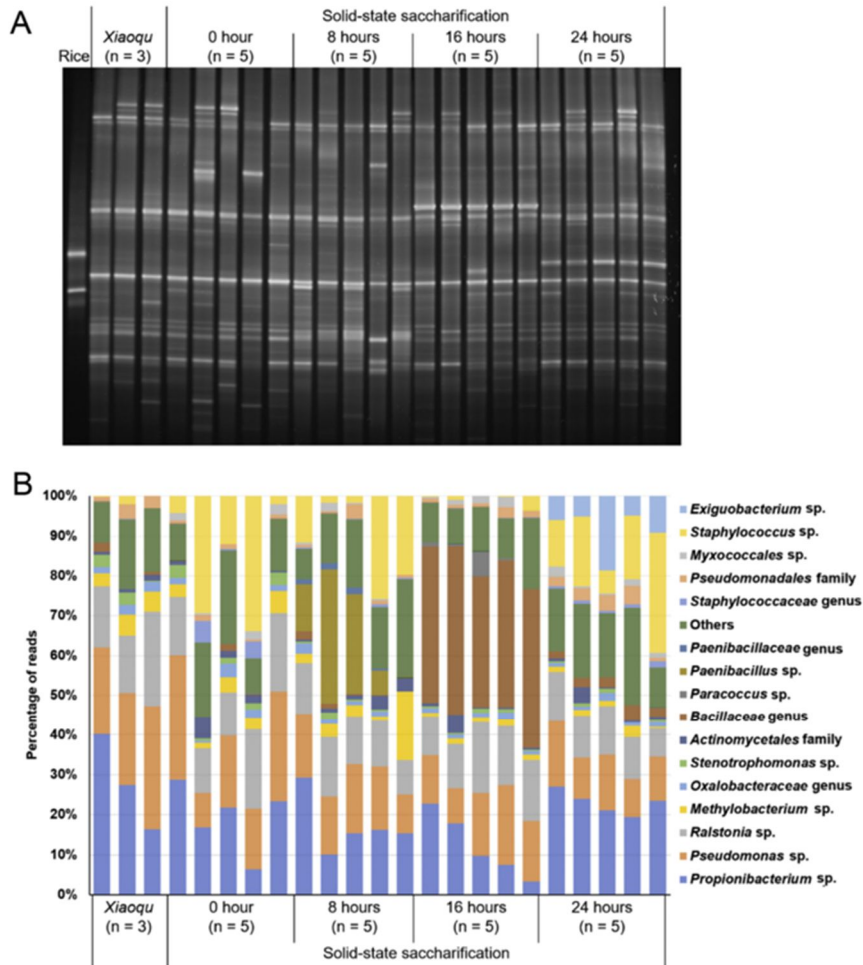 A
Solid-state saccharification
Rice
Xiaoqu
(n = 3)
0 hour
(n = 5)
8 hours
(n = 5)
16 hours
(n = 5)
24 hours
(n = 5)
B
Percentage of reads
100%
90%
80%
70%
60%
50%
40%
30%
20%
10%
0%
Exiguobacterium sp.
Staphylococcus sp.
Myxococcales sp.
Pseudomonadales family
Staphylococcaceae genus
Others
Paenibacillaceae genus
Paenibacillus sp.
Paracoccus sp.
Bacillaceae genus
Actinomycetales family
Stenotrophomonas sp.
Oxalobacteraceae genus
Methylobacterium sp.
Ralstonia sp.
Pseudomonas sp.
Propionibacterium sp.
Xiaoqu
(n = 3)
0 hour
(n = 5)
8 hours
(n = 5)
16 hours
(n = 5)
24 hours
(n = 5)
Solid-state saccharification